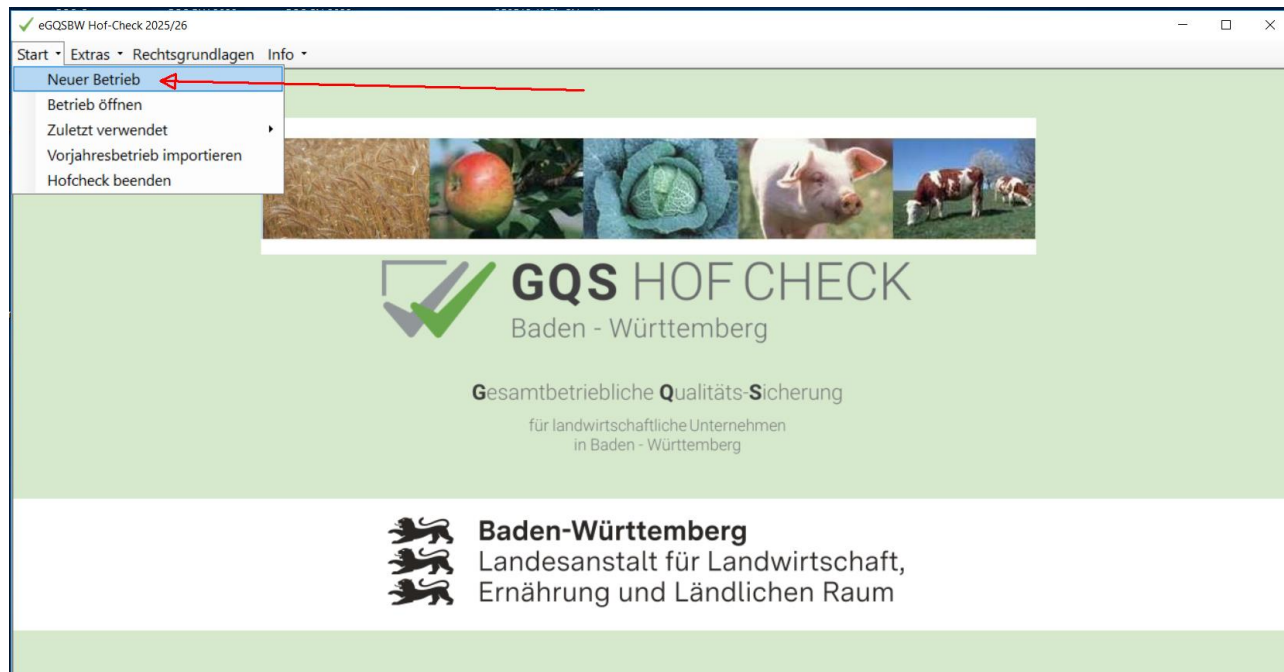 eGQSBW Hof-Check 2025/26
Start Extras Rechtsgrundlagen Info
Neuer Betrieb
Betrieb öffnen
Zuletzt verwendet
Vorjahresbetrieb importieren
Hofcheck beenden
GQS HOF CHECK
Baden - Württemberg
Gesamtbetriebliche Qualitäts-Sicherung
für landwirtschaftliche Unternehmen
in Baden - Württemberg
Baden-Württemberg
Landesanstalt für Landwirtschaft,
Ernährung und Ländlichen Raum